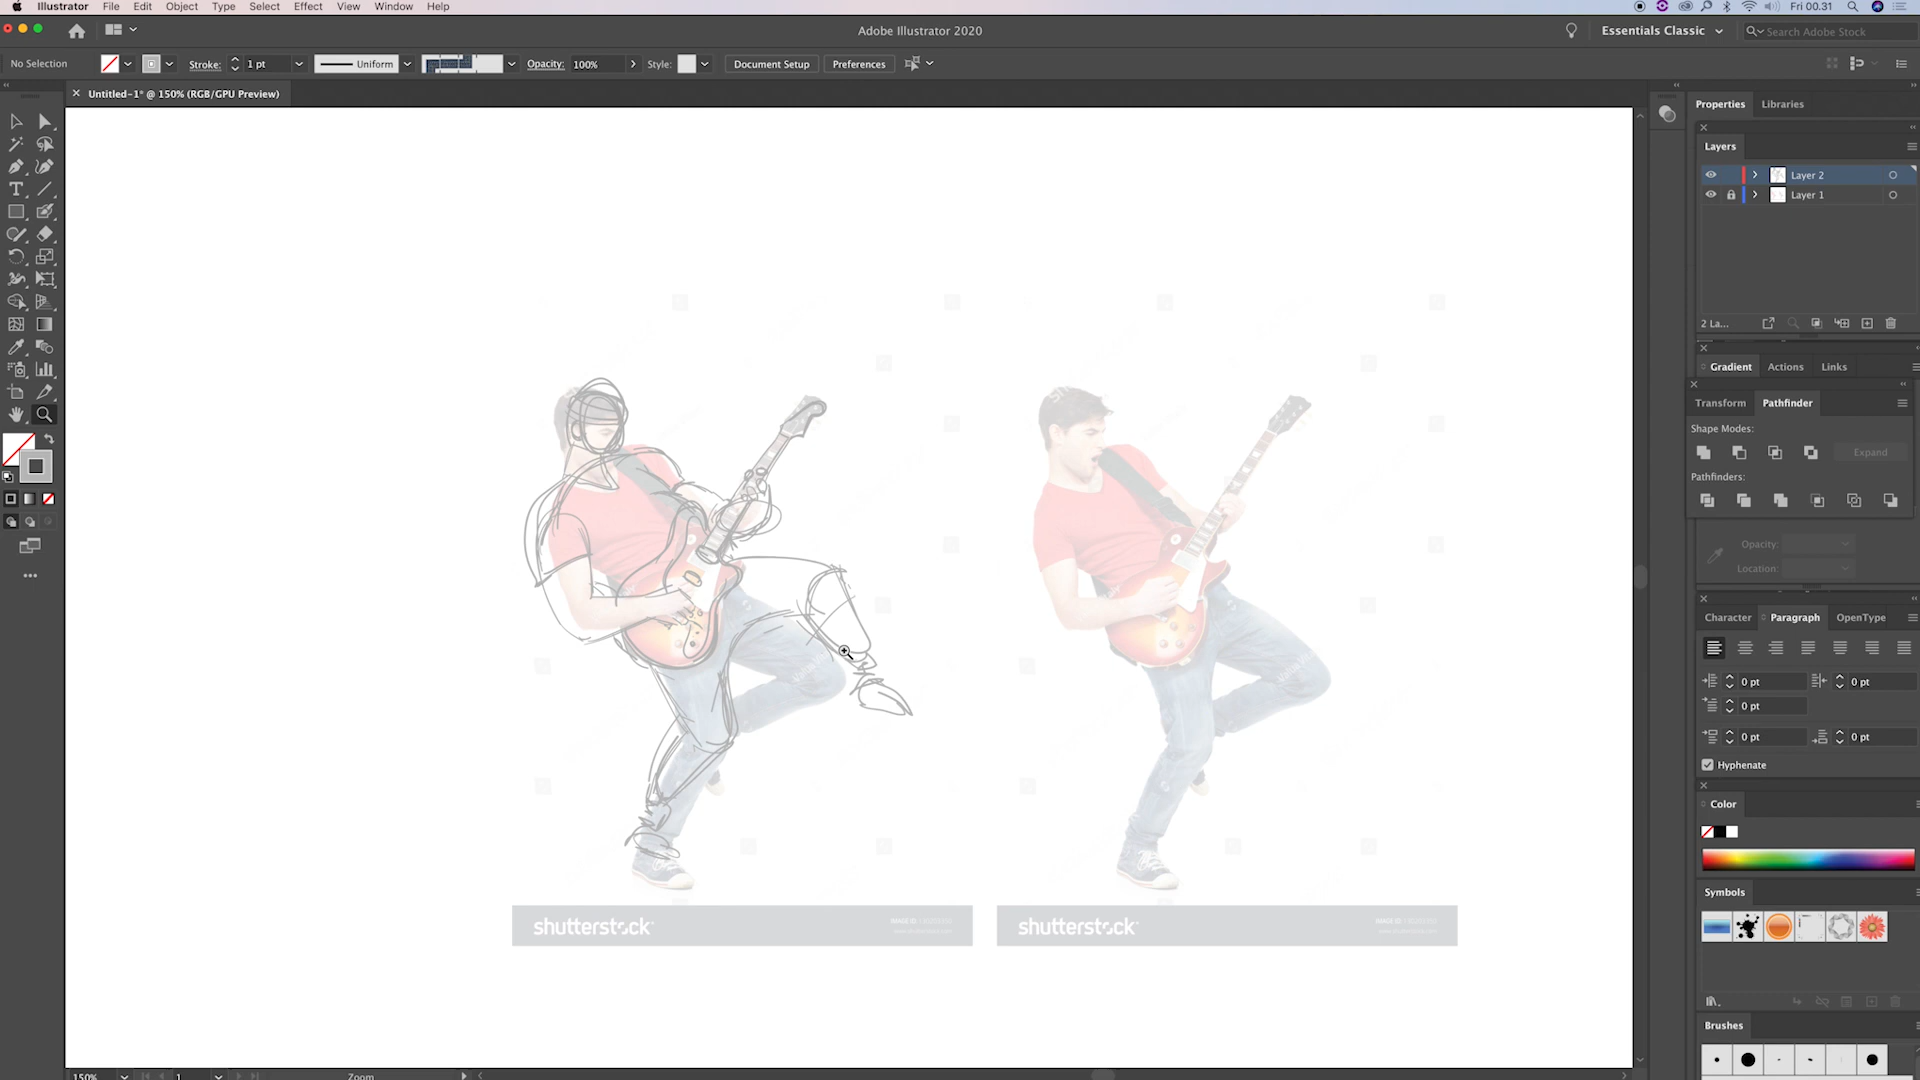 Illustrator File Edit Object Type Select Effect View Window Help
Fri 00.31
Adobe Illustrator 2020
Essentials Classic
Search Adobe Stock
No Selection
Stroke:
1 pt
Uniform
Opacity:
100%
Style:
Document Setup
Preferences
Untitled-1* @ 150% (RGB/GPU Preview)
Properties
Libraries
Layers
Layer 2
Layer 1
2 La...
Gradient
Actions
Links
Transform
Pathfinder
Shape Modes:
Expand
Pathfinders:
Opacity:
Location:
Character
Paragraph
OpenType
0 pt
0 pt
0 pt
0 pt
0 pt
Hyphenate
Color
Symbols
Brushes
shutterstock
shutterstock
150%
1
Zoom